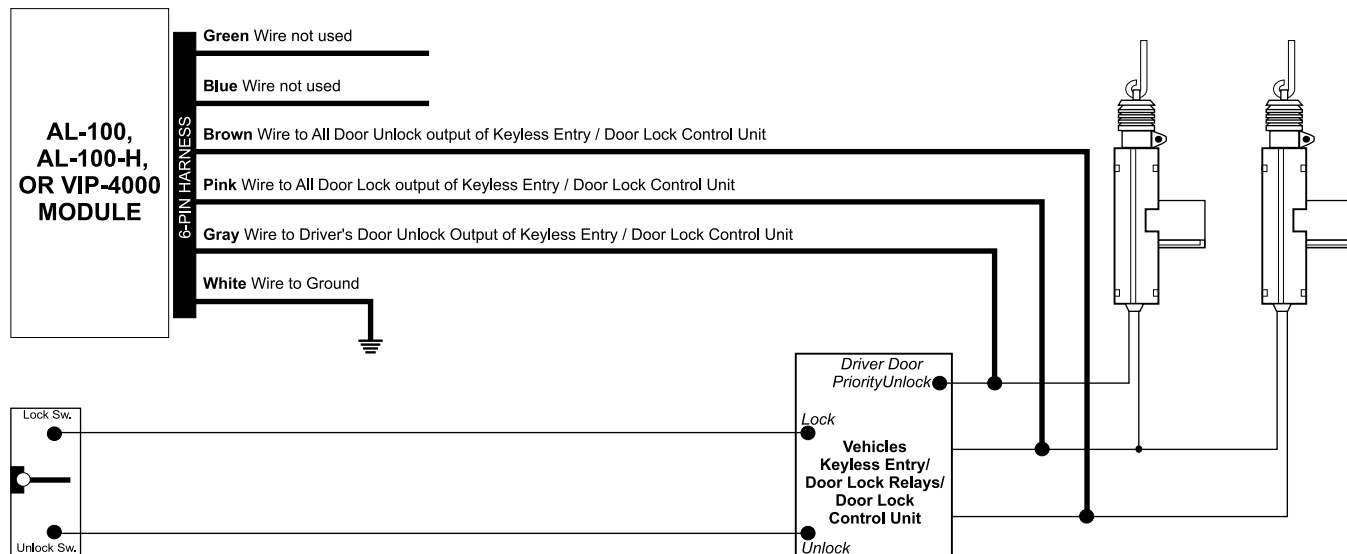 AL-100,
AL-100-H,
OR VIP-4000
MODULE
6-PIN HARNESS
Green Wire not used
Blue Wire not used
Brown Wire to All Door Unlock output of Keyless Entry / Door Lock Control Unit
Pink Wire to All Door Lock output of Keyless Entry / Door Lock Control Unit
Gray Wire to Driver's Door Unlock Output of Keyless Entry / Door Lock Control Unit
White Wire to Ground
Lock Sw.
Unlock Sw.
Driver Door
PriorityUnlock
Lock
Vehicles
Keyless Entry/
Door Lock Relays/
Door Lock
Control Unit
Unlock